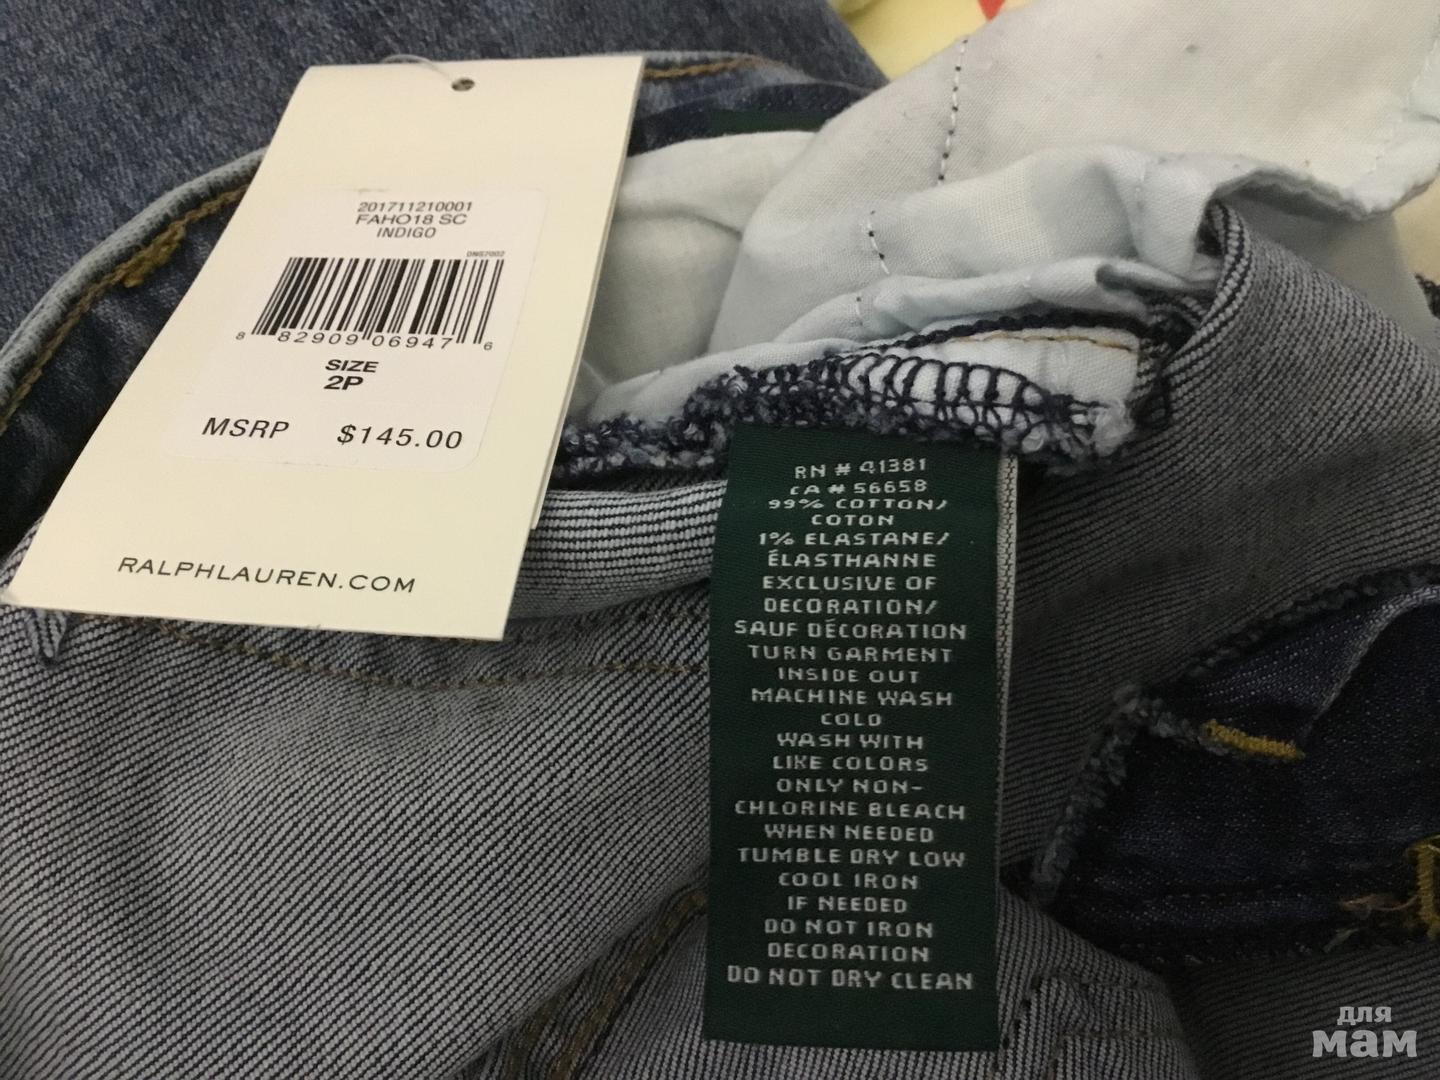 201711210001
FAHO18 SC
INDIGO
DNS7002
8 82909 06947 6
SIZE
2P
MSRP $145.00
RALPHLAUREN.COM
RN # 41381
CA # 56658
99% COTTON/
COTON
1% ELASTANE/
ÉLASTHANNE
EXCLUSIVE OF
DECORATION/
SAUF DÉCORATION
TURN GARMENT
INSIDE OUT
MACHINE WASH
COLD
WASH WITH
LIKE COLORS
ONLY NON-
CHLORINE BLEACH
WHEN NEEDED
TUMBLE DRY LOW
COOL IRON
IF NEEDED
DO NOT IRON
DECORATION
DO NOT DRY CLEAN
для
мам